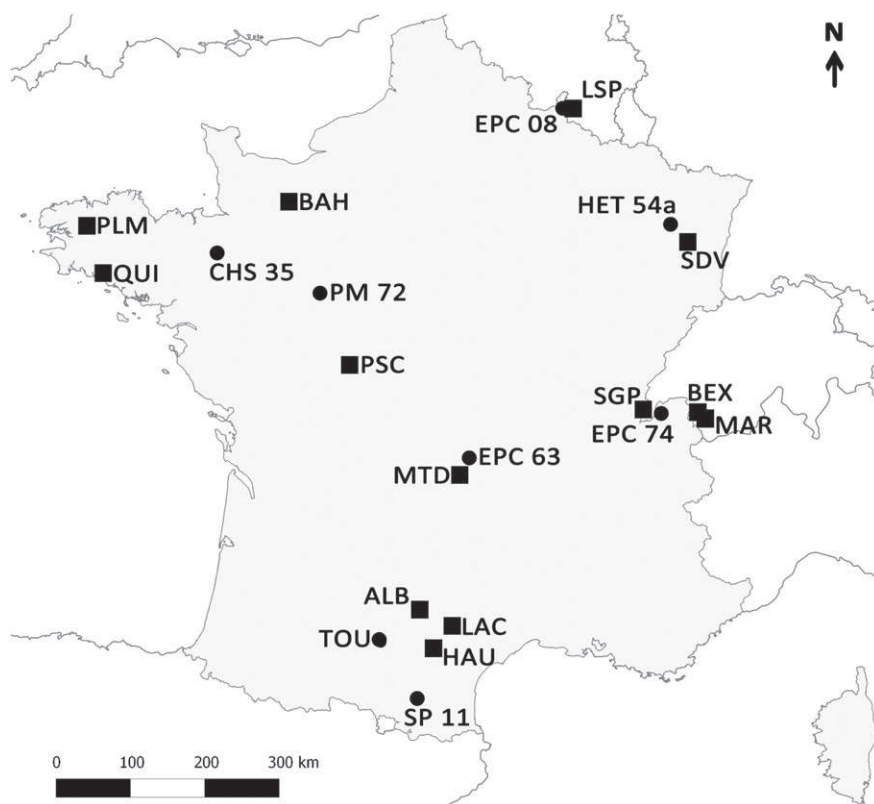 N
LSP
EPC 08
BAH
HET 54a
PLM
SDV
CHS 35
QUI
PM 72
PSC
SGP
BEX
EPC 74
MAR
EPC 63
MTD
ALB
LAC
TOU
HAU
SP 11
0 100 200 300 km